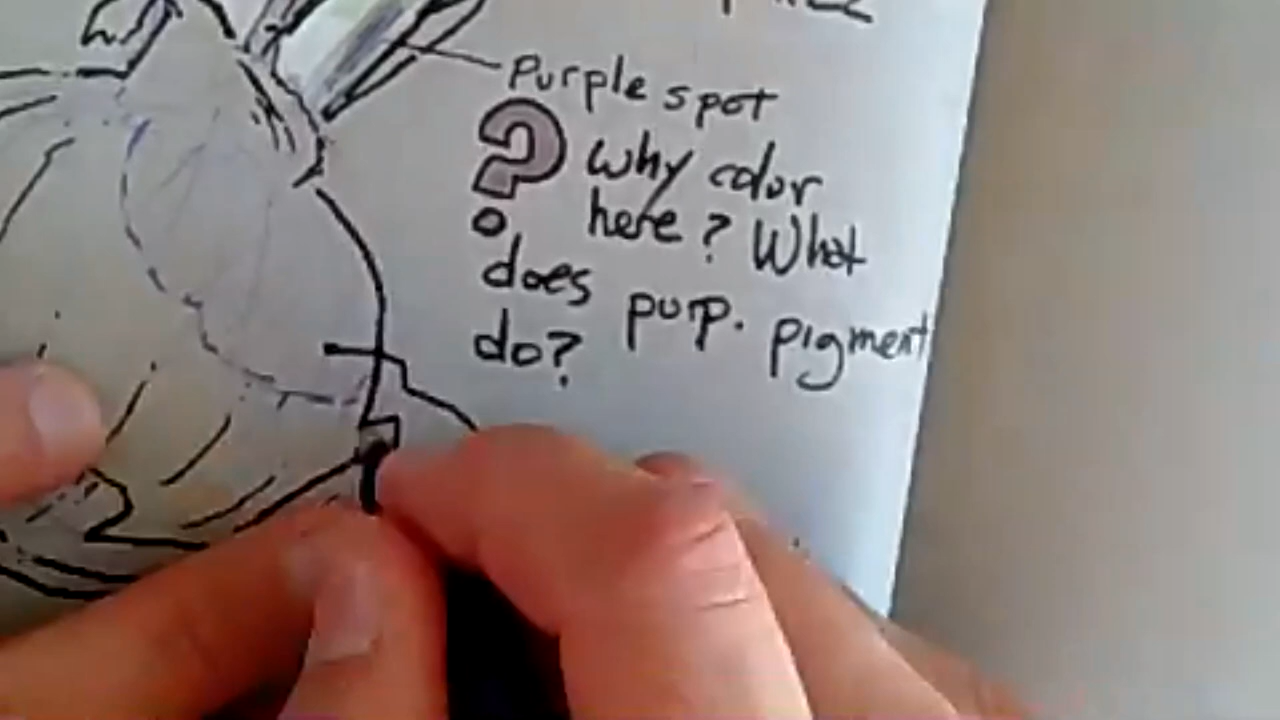 Purple spot
? Why color
here? What
does purp. pigment
do?